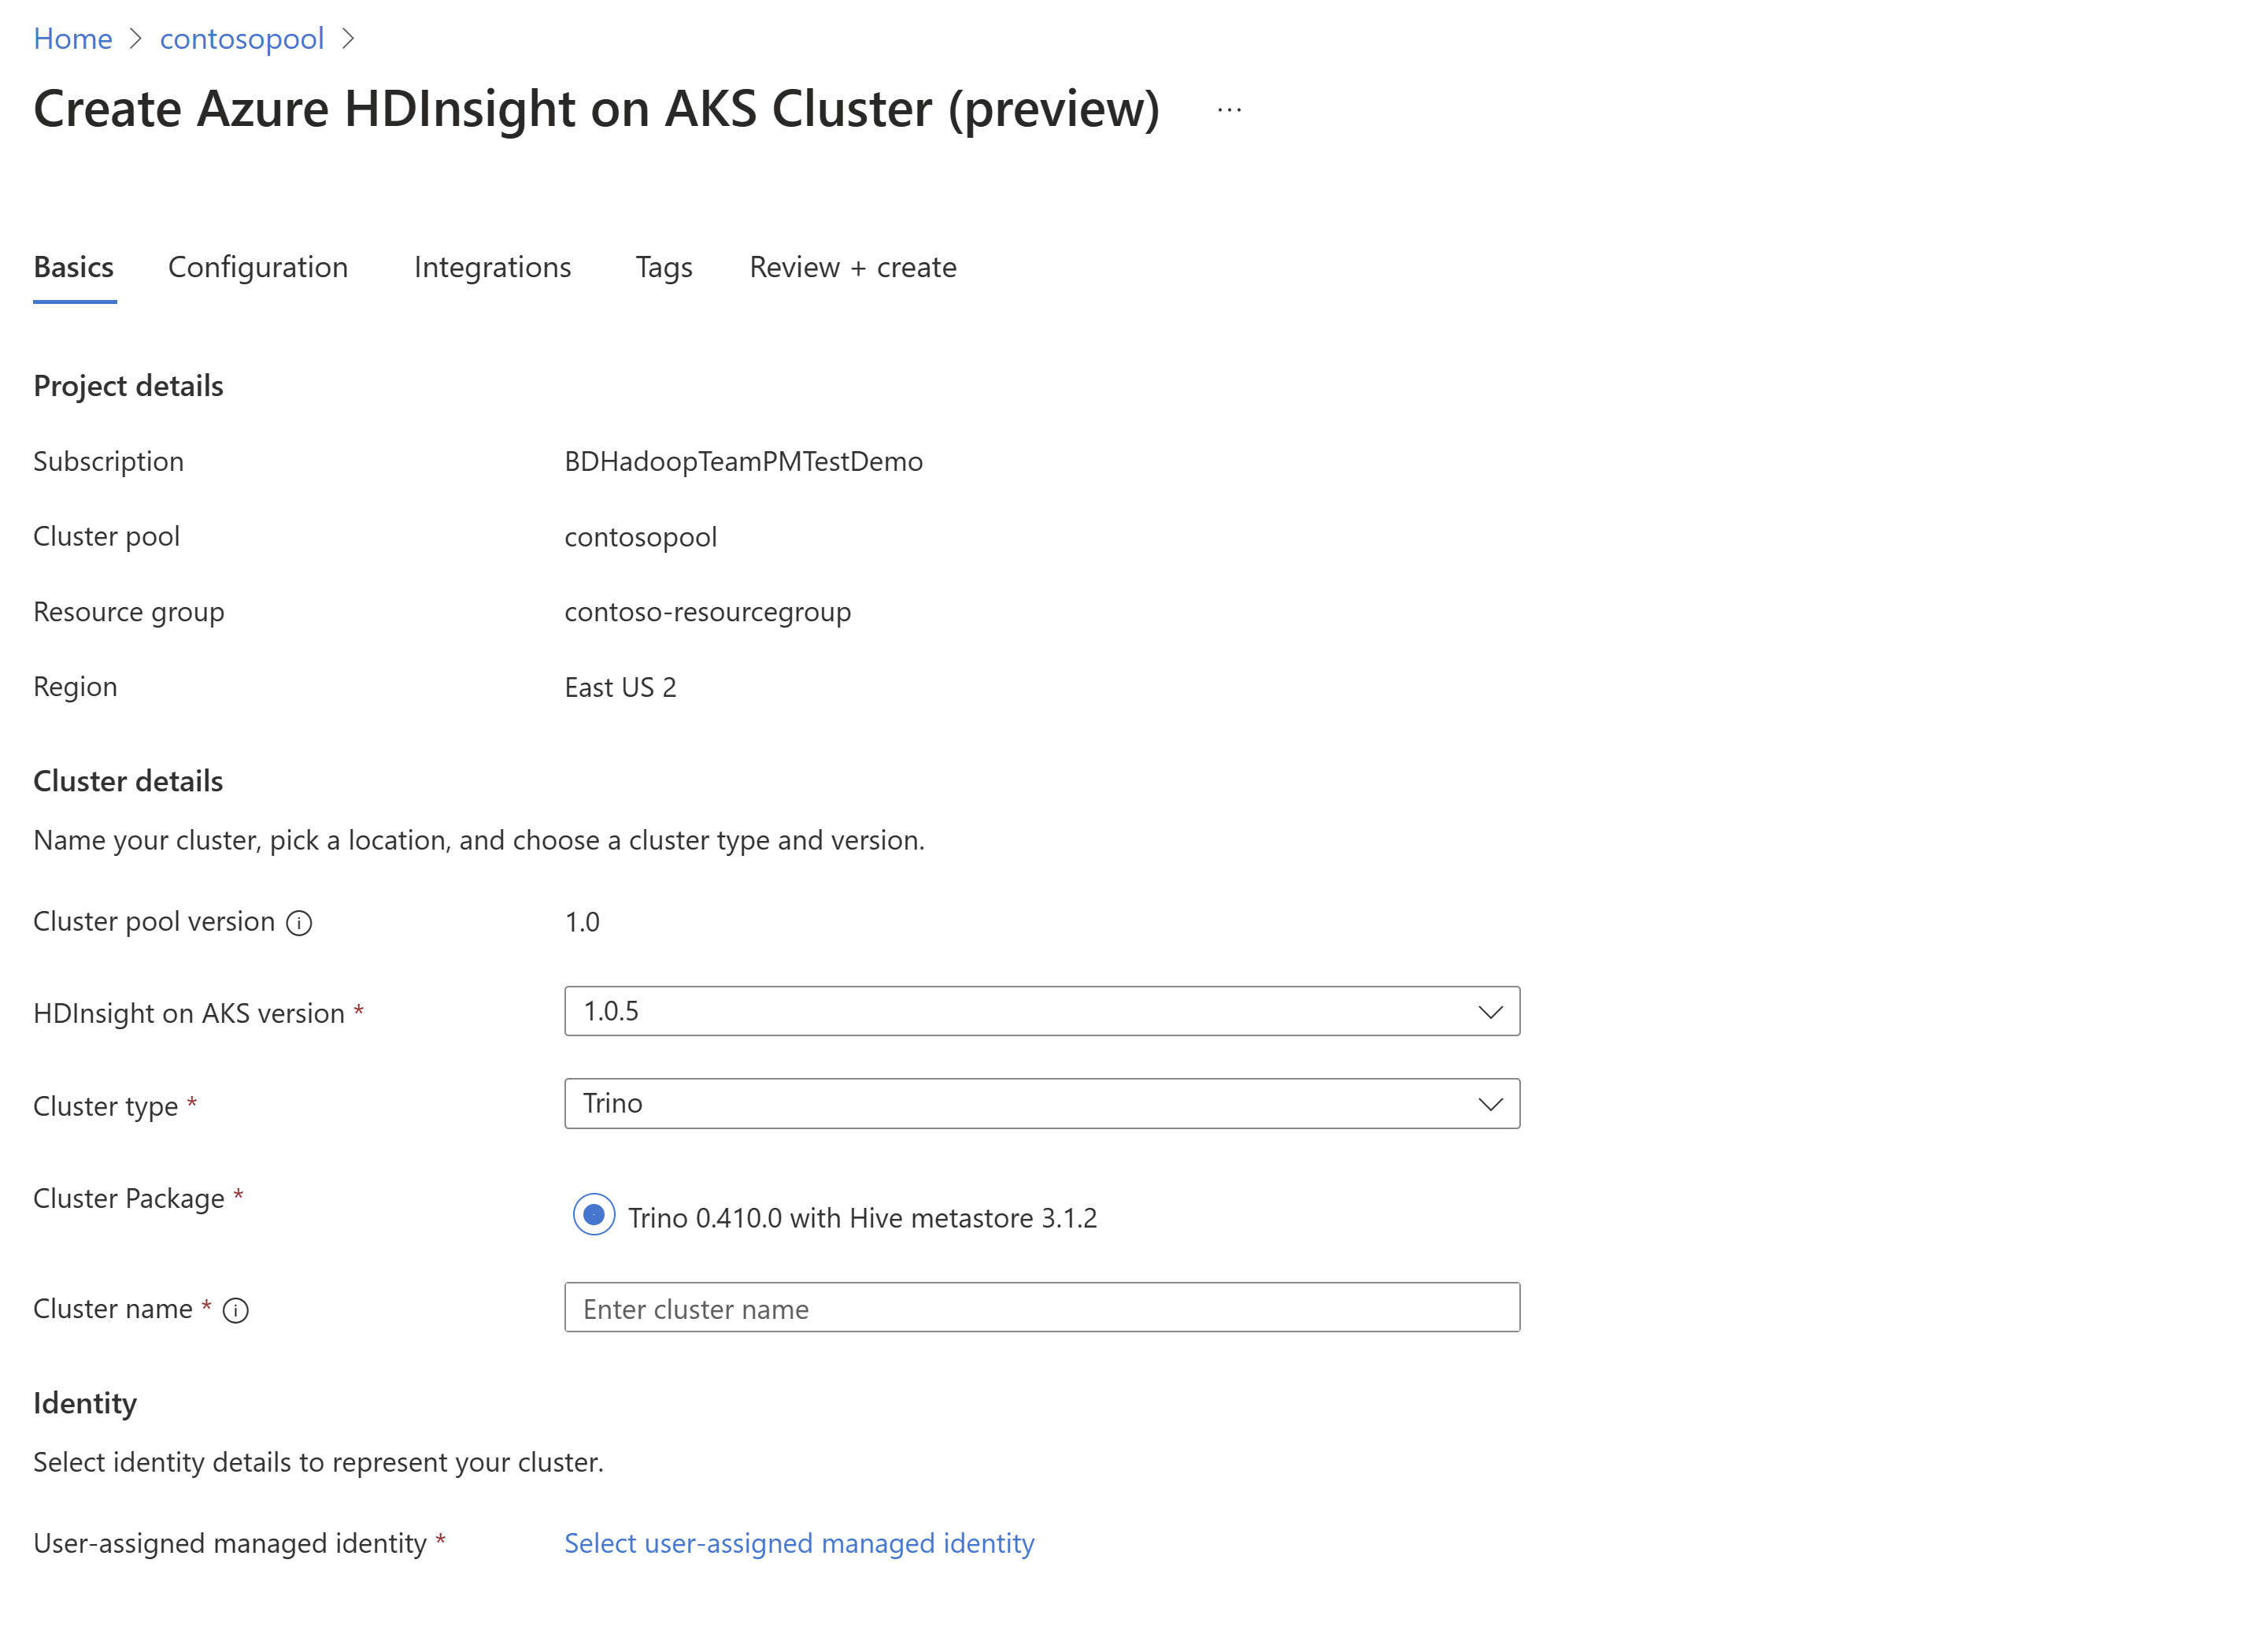 Home > contosopool >
Create Azure HDInsight on AKS Cluster (preview) ...
Basics Configuration Integrations Tags Review + create
Project details
Subscription BDHadoopTeamPMTestDemo
Cluster pool contosopool
Resource group contoso-resourcegroup
Region East US 2
Cluster details
Name your cluster, pick a location, and choose a cluster type and version.
Cluster pool version 1.0
HDInsight on AKS version * 1.0.5
Cluster type * Trino
Cluster Package * Trino 0.410.0 with Hive metastore 3.1.2
Cluster name * Enter cluster name
Identity
Select identity details to represent your cluster.
User-assigned managed identity * Select user-assigned managed identity